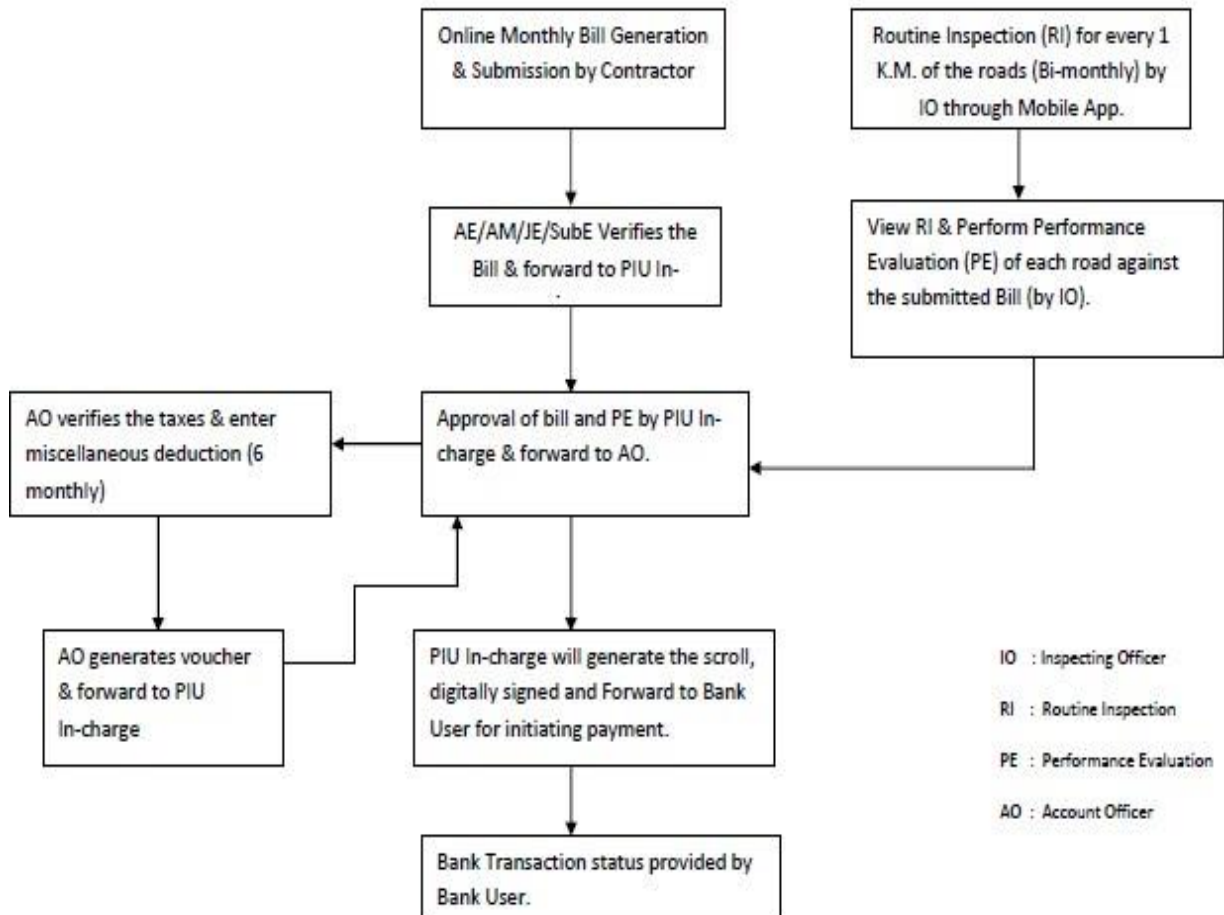 Online Monthly Bill Generation
& Submission by Contractor
Routine Inspection (RI) for every 1
K.M. of the roads (Bi-monthly) by
IO through Mobile App.
AE/AM/JE/SubE Verifies the
Bill & forward to PIU In-
View RI & Perform Performance
Evaluation (PE) of each road against
the submitted Bill (by IO).
AO verifies the taxes & enter
miscellaneous deduction (6
monthly)
Approval of bill and PE by PIU In-
charge & forward to AO.
AO generates voucher
& forward to PIU
In-charge
PIU In-charge will generate the scroll,
digitally signed and Forward to Bank
User for initiating payment.
IO : Inspecting Officer
RI : Routine Inspection
PE : Performance Evaluation
AO : Account Officer
Bank Transaction status provided by
Bank User.